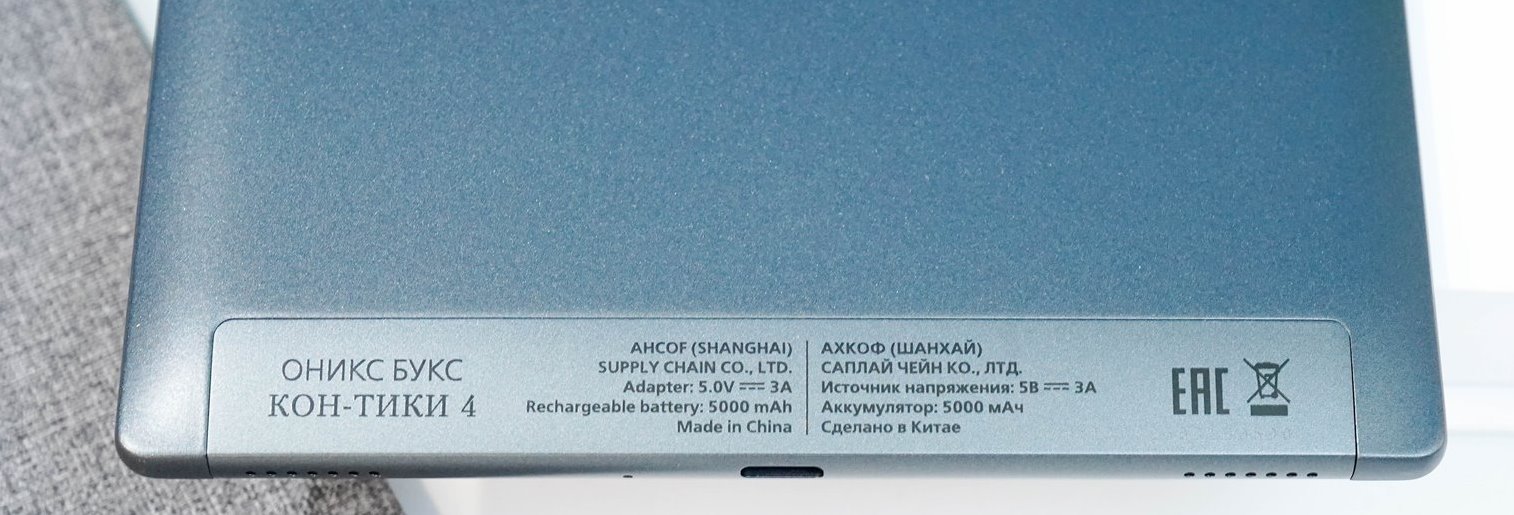 ОНИКС БУКС
КОН-ТИКИ 4
AHCOF (SHANGHAI)
SUPPLY CHAIN CO., LTD.
Adapter: 5.0V ⎓ 3A
Rechargeable battery: 5000 mAh
Made in China
АХКОФ (ШАНХАЙ)
САПЛАЙ ЧЕЙН КО., ЛТД.
Источник напряжения: 5В ⎓ 3А
Аккумулятор: 5000 мАч
Сделано в Китае
EAC